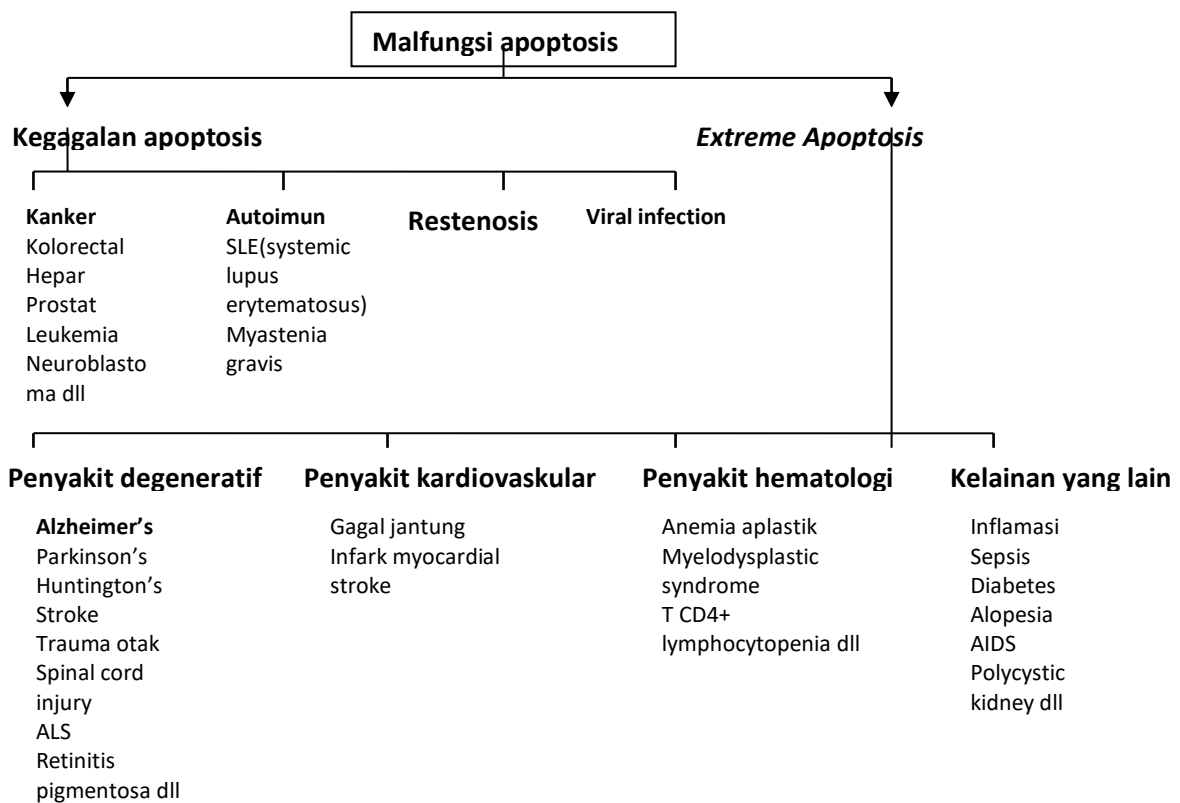 Malfungsi apoptosis
Kegagalan apoptosis
Extreme Apoptosis
Kanker
Kolorectal
Hepar
Prostat
Leukemia
Neuroblasto
ma dll
Autoimun
SLE(systemic
lupus
erytematosus)
Myastenia
gravis
Restenosis
Viral infection
Penyakit degeneratif
Alzheimer’s
Parkinson’s
Huntington’s
Stroke
Trauma otak
Spinal cord
injury
ALS
Retinitis
pigmentosa dll
Penyakit kardiovaskular
Gagal jantung
Infark myocardial
stroke
Penyakit hematologi
Anemia aplastik
Myelodysplastic
syndrome
T CD4+
lymphocytopenia dll
Kelainan yang lain
Inflamasi
Sepsis
Diabetes
Alopesia
AIDS
Polycystic
kidney dll